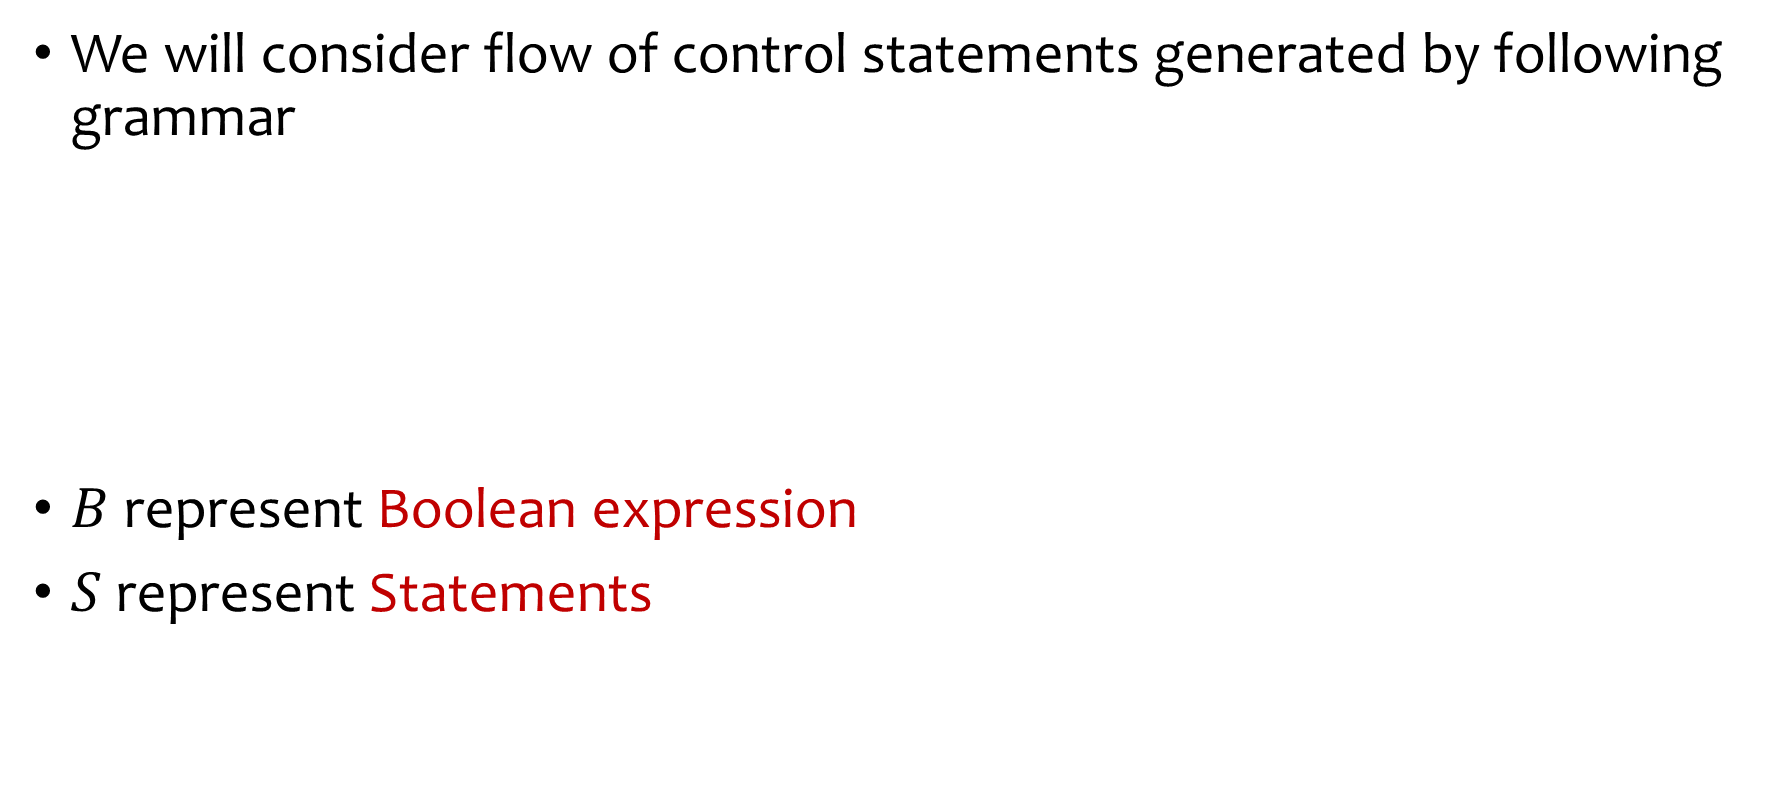 • We will consider flow of control statements generated by following
grammar
• B represent Boolean expression
• S represent Statements